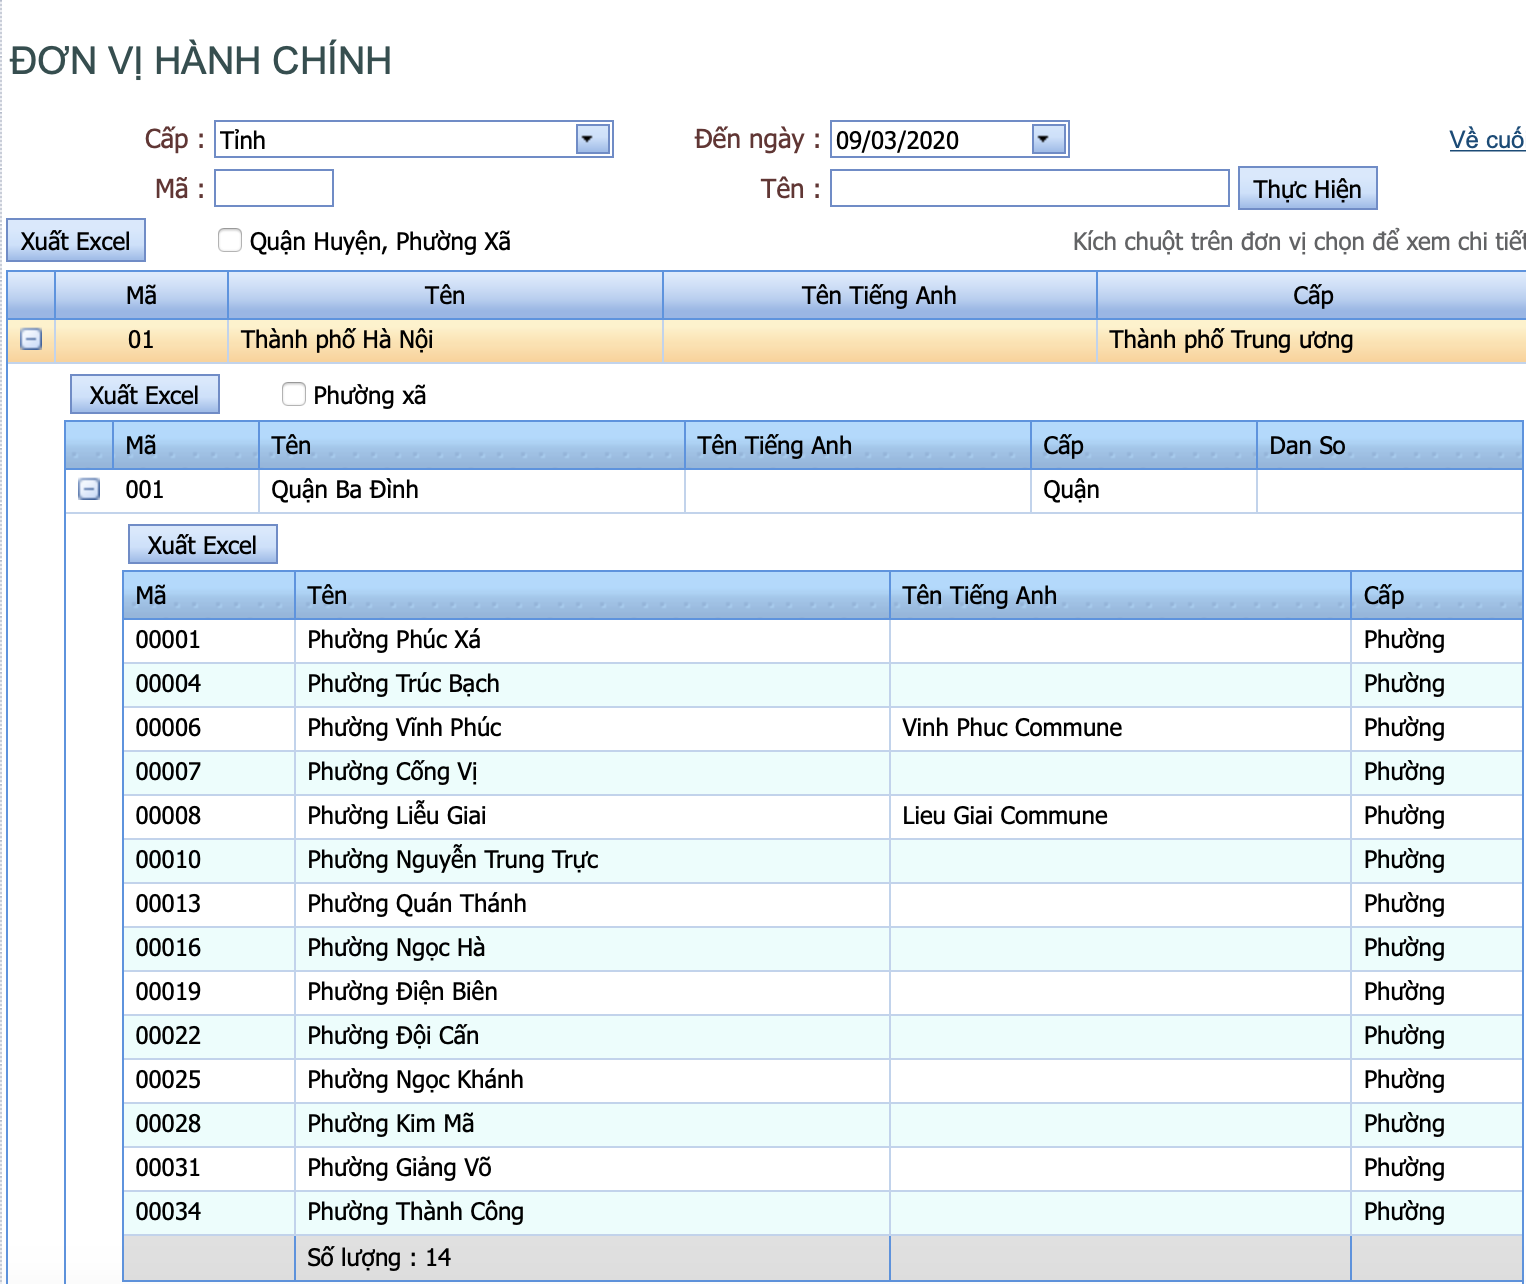 ĐƠN VỊ HÀNH CHÍNH
Cấp : Tỉnh Đến ngày : 09/03/2020 Về cuố
Mã : Tên : Thực Hiện
Xuất Excel Quận Huyện, Phường Xã Kích chuột trên đơn vị chọn để xem chi tiết
Mã Tên Tên Tiếng Anh Cấp
01 Thành phố Hà Nội Thành phố Trung ương
Xuất Excel Phường xã
Mã Tên Tên Tiếng Anh Cấp Dan So
001 Quận Ba Đình Quận
Xuất Excel
Mã Tên Tên Tiếng Anh Cấp
00001 Phường Phúc Xá Phường
00004 Phường Trúc Bạch Phường
00006 Phường Vĩnh Phúc Vinh Phuc Commune Phường
00007 Phường Cống Vị Phường
00008 Phường Liễu Giai Lieu Giai Commune Phường
00010 Phường Nguyễn Trung Trực Phường
00013 Phường Quán Thánh Phường
00016 Phường Ngọc Hà Phường
00019 Phường Điện Biên Phường
00022 Phường Đội Cấn Phường
00025 Phường Ngọc Khánh Phường
00028 Phường Kim Mã Phường
00031 Phường Giảng Võ Phường
00034 Phường Thành Công Phường
Số lượng : 14